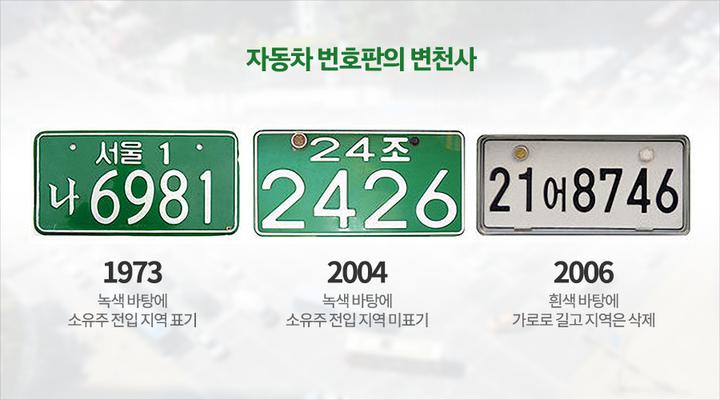 자동차 번호판의 변천사
서울 1
나 6981
24조
2426
21어8746
1973
녹색 바탕에
소유주 전입 지역 표기
2004
녹색 바탕에
소유주 전입 지역 미표기
2006
흰색 바탕에
가로로 길고 지역은 삭제